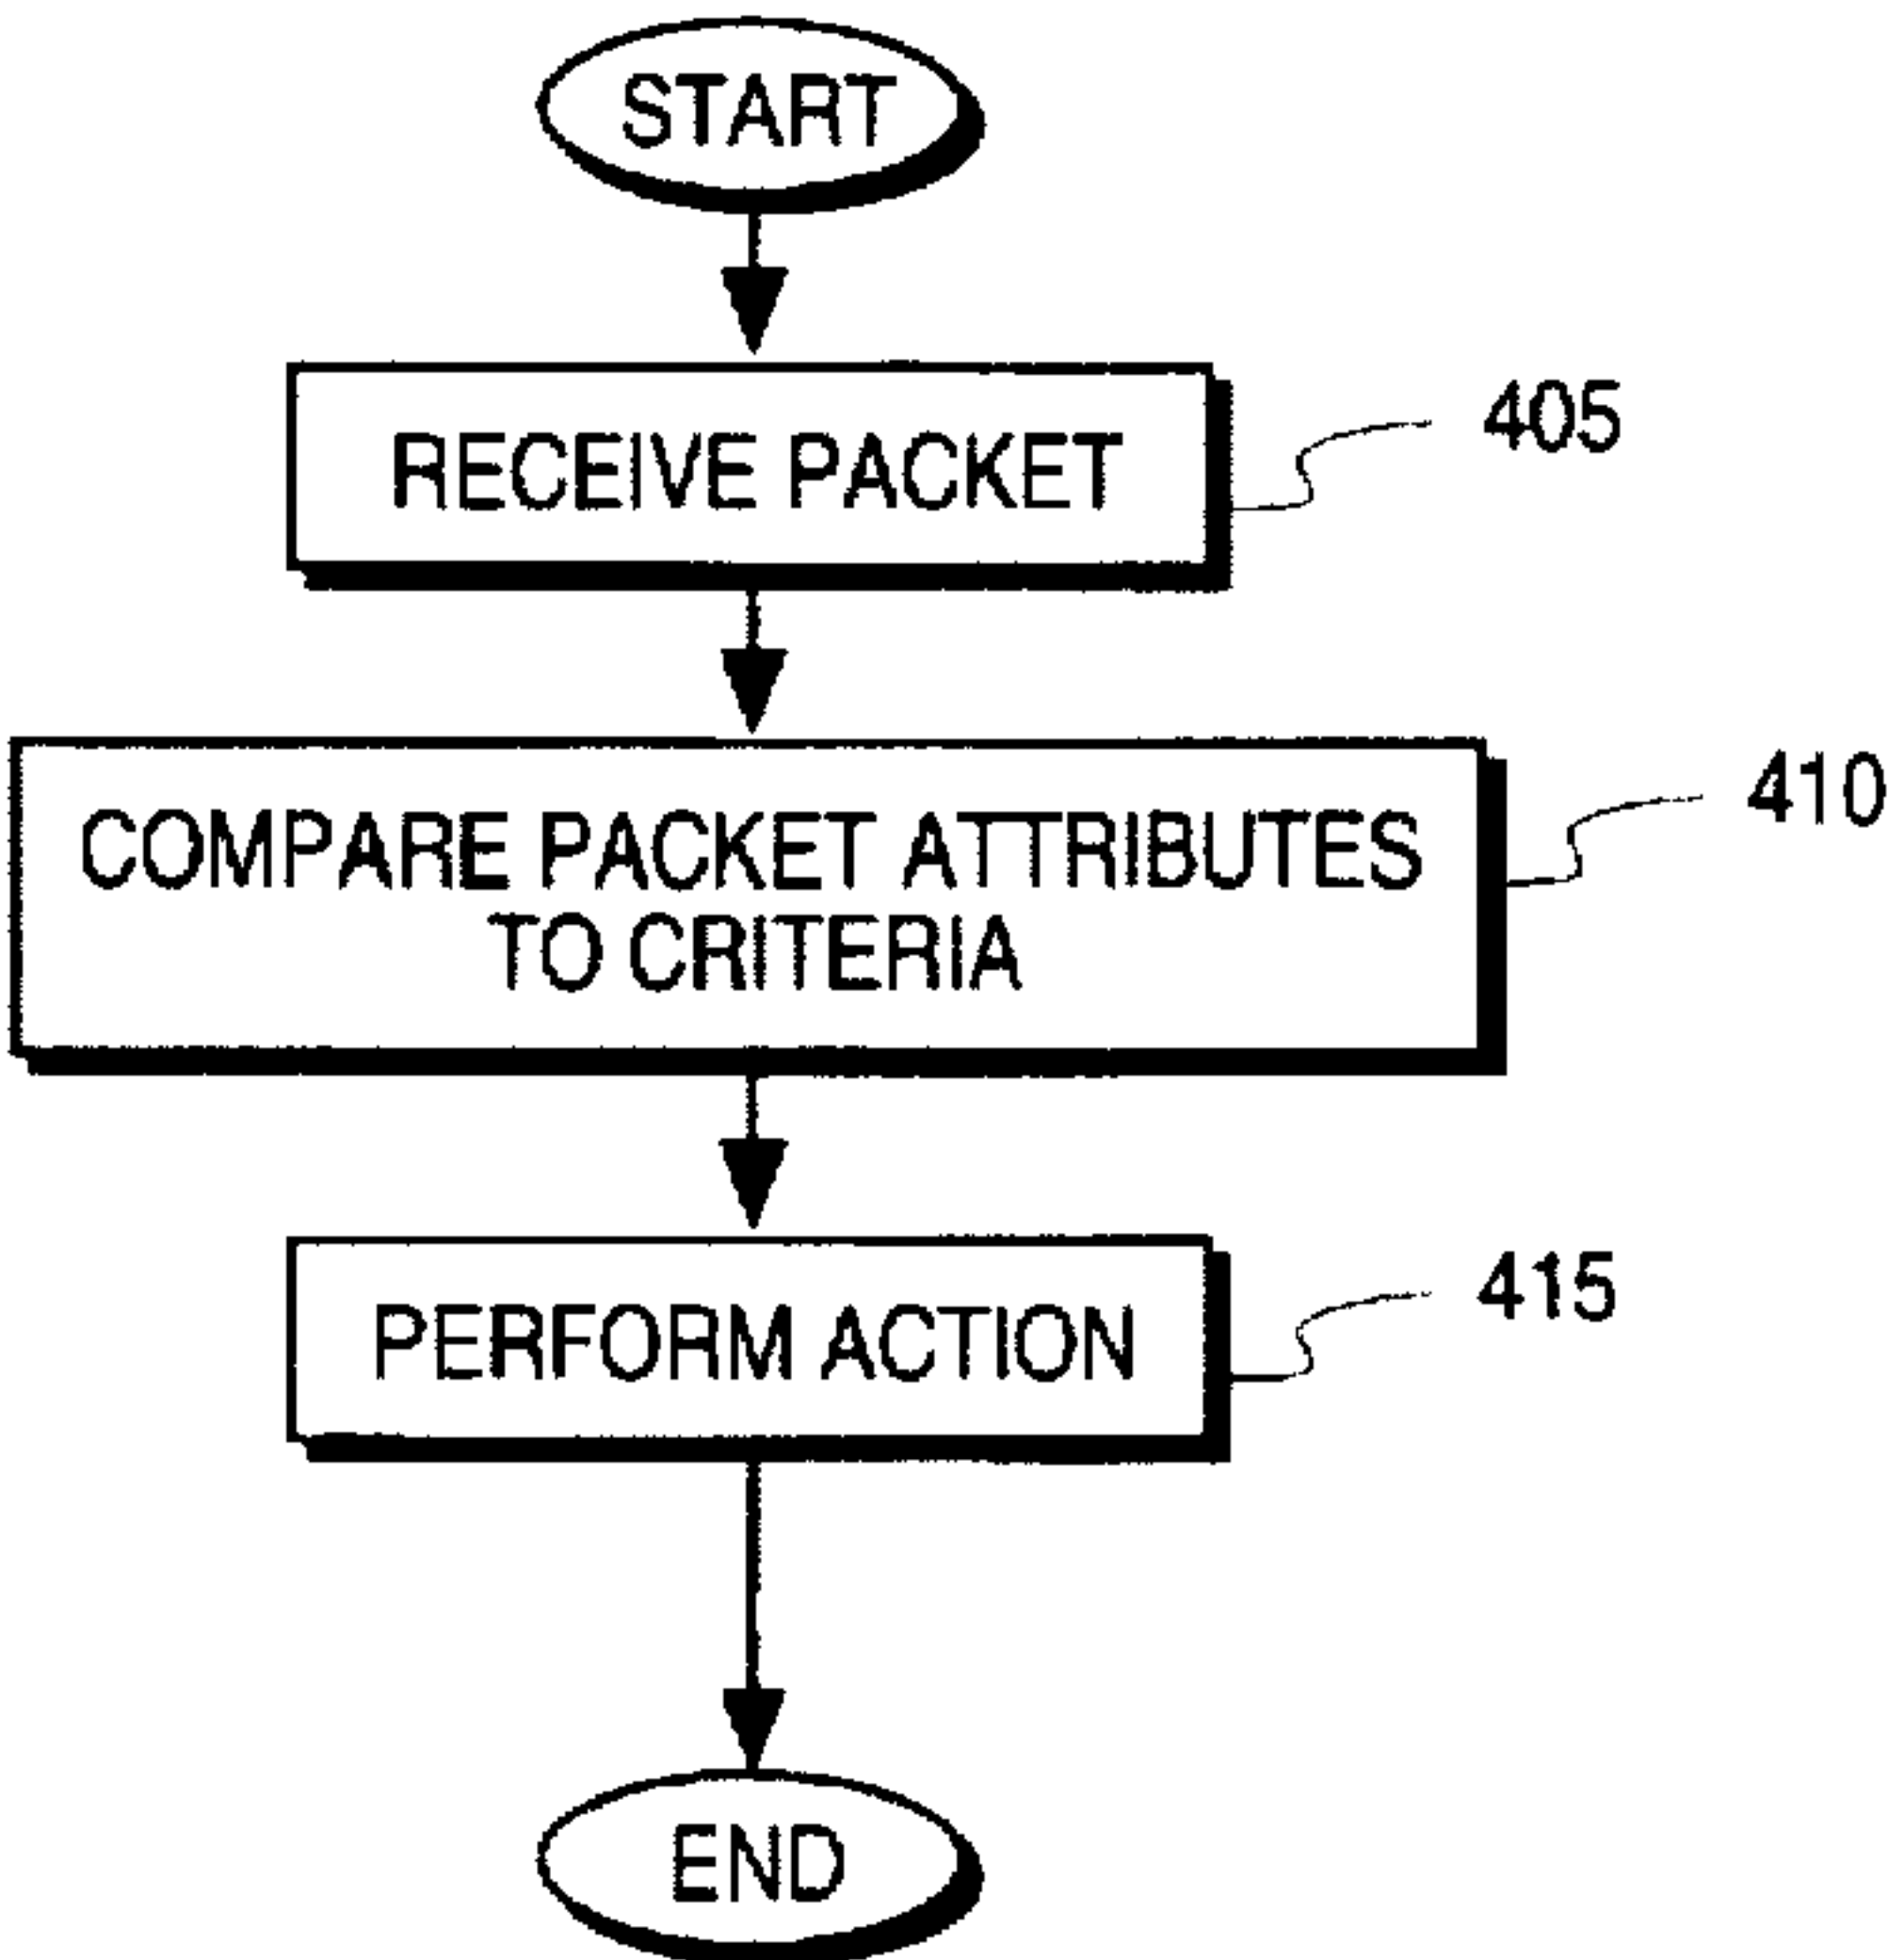 START
RECEIVE PACKET
405
COMPARE PACKET ATTRIBUTES
TO CRITERIA
410
PERFORM ACTION
415
END